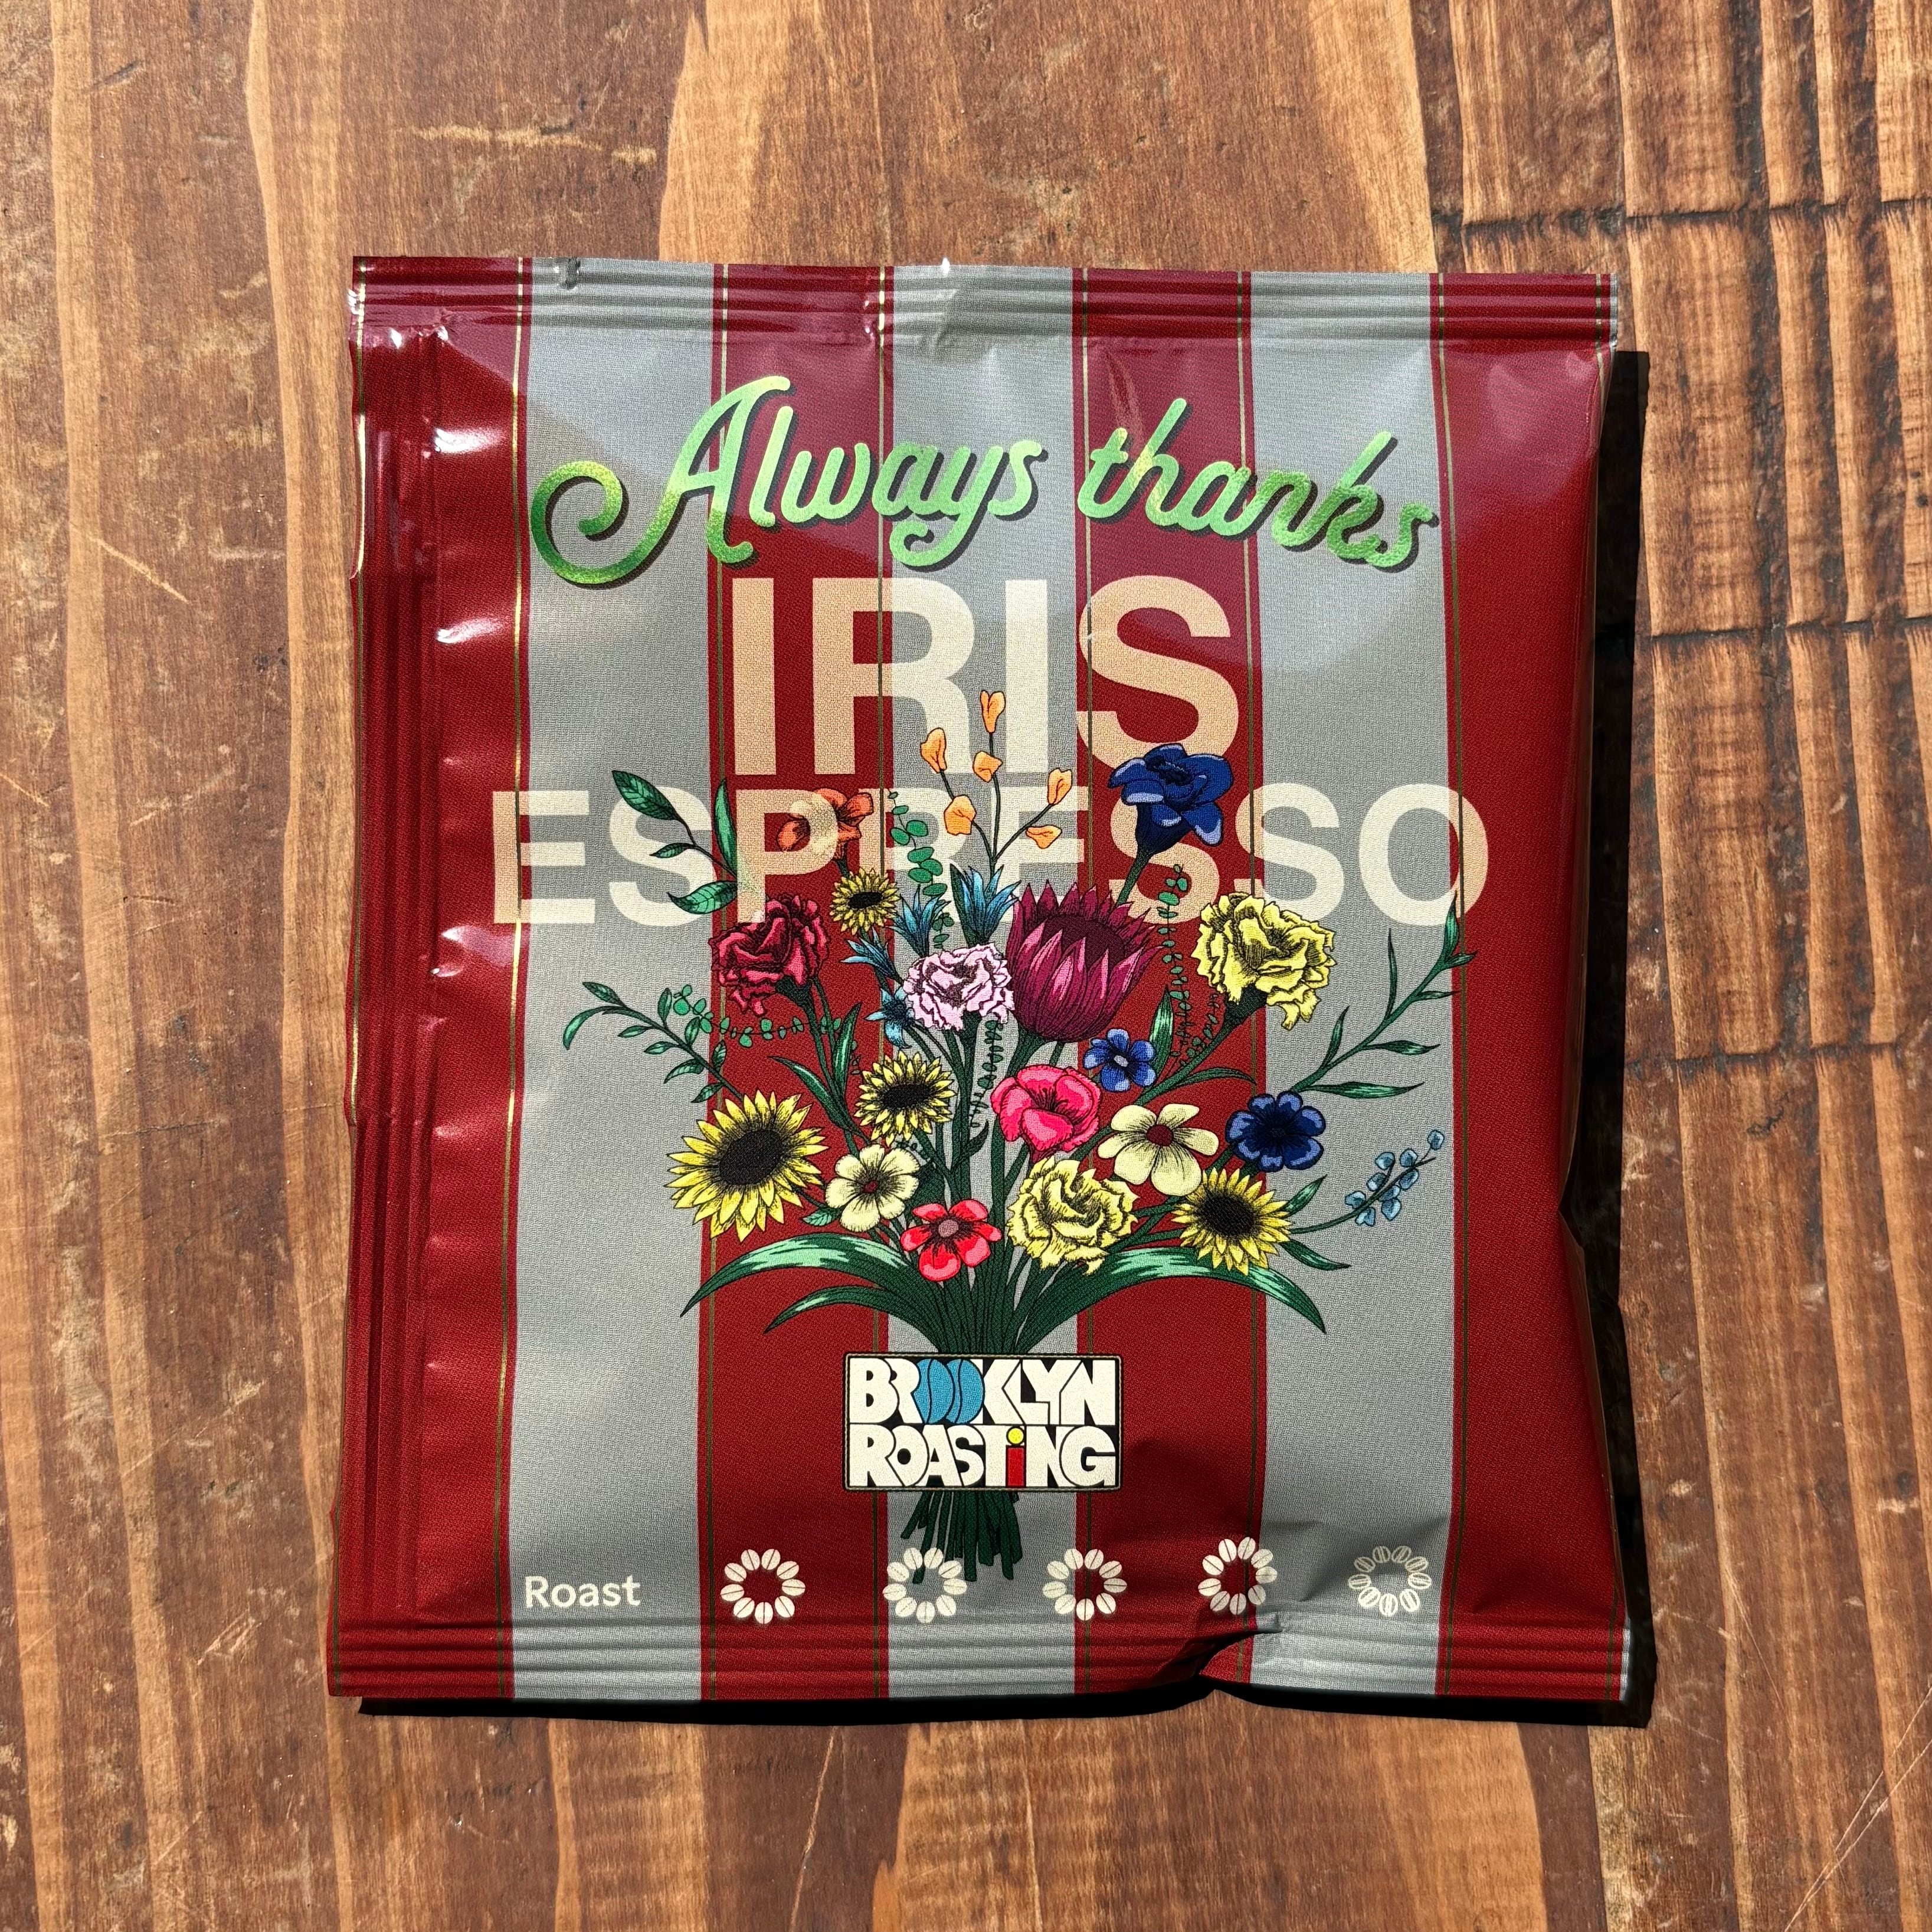 Always thanks
IRIS
ESPRESSO
BROOKLYN
ROASTiNG
Roast